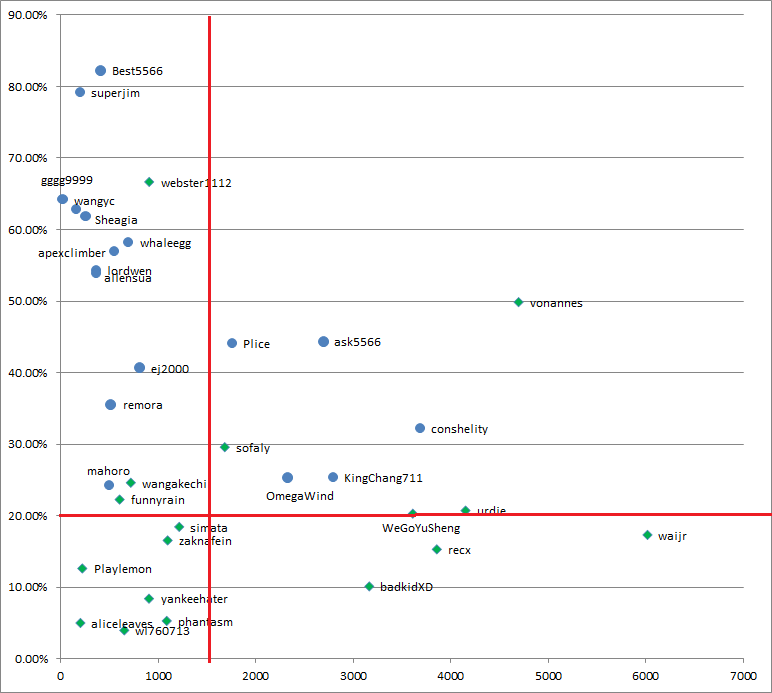 90.00%
Best5566
80.00%
superjim
70.00%
gggg9999
webster1112
wangyc
Sheagia
60.00%
whaleegg
apexclimber
lordwen
allensua
50.00%
vonannes
Plice
ask5566
40.00%
ej2000
remora
conshelity
30.00%
sofaly
mahoro
wangakechi
KingChang711
funnyrain
OmegaWind
20.00%
urdie
simata
WeGoYuSheng
zaknafein
waijr
recx
Playlemon
10.00%
badkidXD
yankeehater
aliceleaves
phantasm
wl760713
0.00%
0 1000 2000 3000 4000 5000 6000 7000